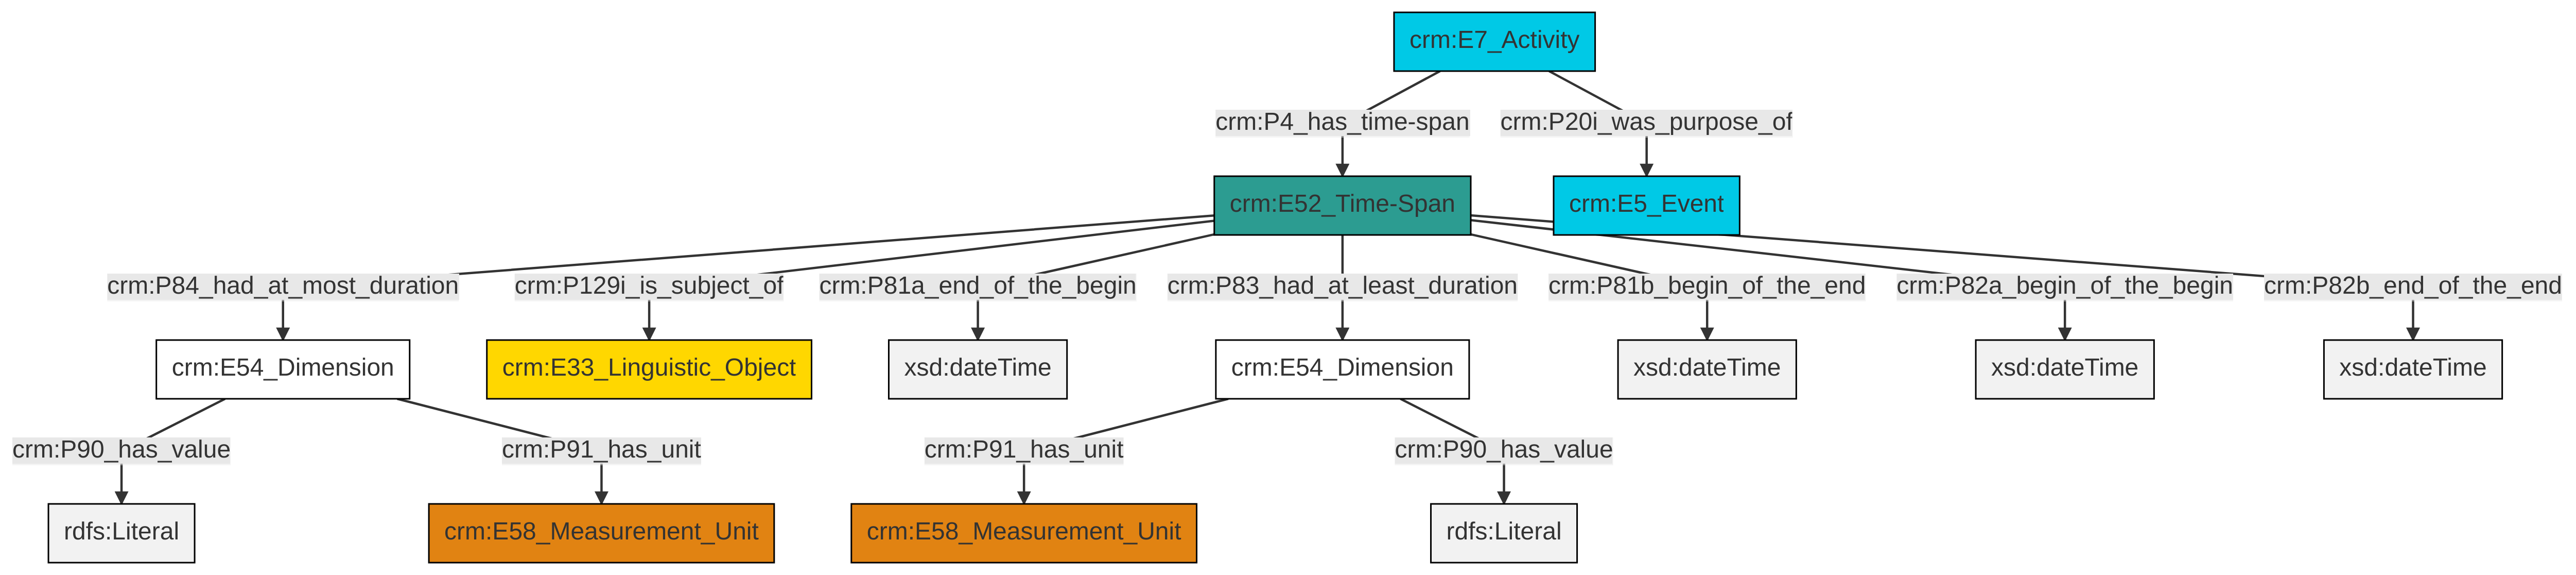 crm:E7_Activity
crm:P4_has_time-span
crm:P20i_was_purpose_of
crm:E52_Time-Span
crm:E5_Event
crm:P84_had_at_most_duration
crm:P129i_is_subject_of
crm:P81a_end_of_the_begin
crm:P83_had_at_least_duration
crm:P81b_begin_of_the_end
crm:P82a_begin_of_the_begin
crm:P82b_end_of_the_end
crm:E54_Dimension
crm:E33_Linguistic_Object
xsd:dateTime
crm:E54_Dimension
xsd:dateTime
xsd:dateTime
xsd:dateTime
crm:P90_has_value
crm:P91_has_unit
crm:P91_has_unit
crm:P90_has_value
rdfs:Literal
crm:E58_Measurement_Unit
crm:E58_Measurement_Unit
rdfs:Literal